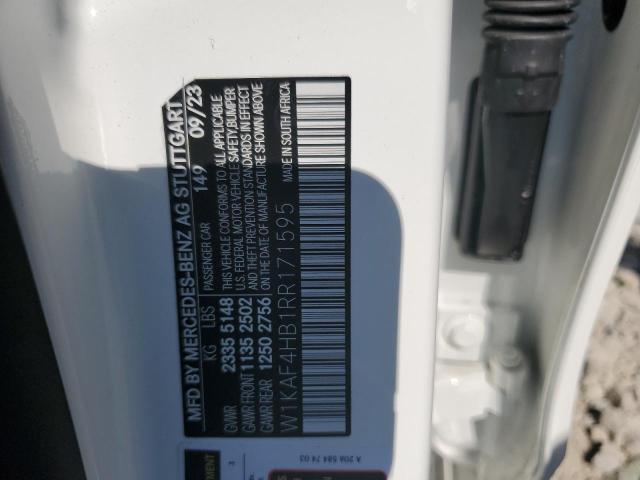 MFD BY MERCEDES-BENZ AG STUTTGART
PASSENGER CAR 149 09/23
KG LBS
GVWR 2335 5148
GAWR FRONT 1135 2502
GAWR REAR 1250 2756
THIS VEHICLE CONFORMS TO ALL APPLICABLE
U.S. FEDERAL MOTOR VEHICLE SAFETY,BUMPER
AND THEFT PREVENTION STANDARDS IN EFFECT
ON THE DATE OF MANUFACTURE SHOWN ABOVE
W1KAF4HB1RR171595
MADE IN SOUTH AFRICA
A 206 584 74 03